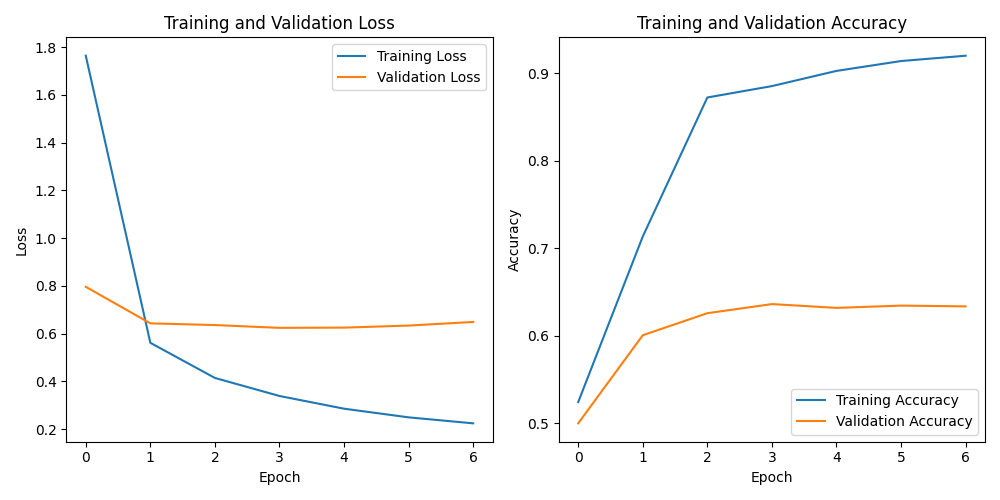 Training and Validation Loss
1.8
1.6
1.4
1.2
1.0
0.8
0.6
0.4
0.2
Loss
0 1 2 3 4 5 6
Epoch
Training Loss
Validation Loss
Training and Validation Accuracy
0.9
0.8
0.7
0.6
0.5
Accuracy
0 1 2 3 4 5 6
Epoch
Training Accuracy
Validation Accuracy